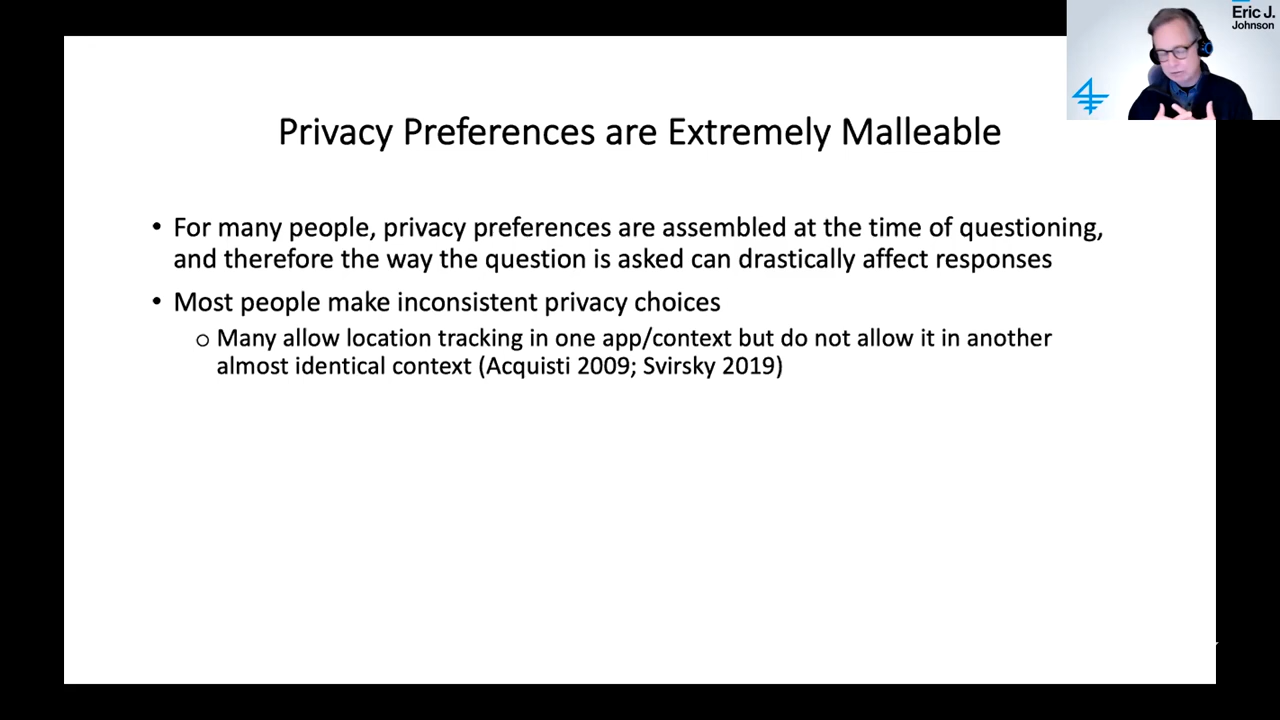 Eric J.
Johnson
Privacy Preferences are Extremely Malleable
• For many people, privacy preferences are assembled at the time of questioning,
and therefore the way the question is asked can drastically affect responses
• Most people make inconsistent privacy choices
o Many allow location tracking in one app/context but do not allow it in another
almost identical context (Acquisti 2009; Svirsky 2019)